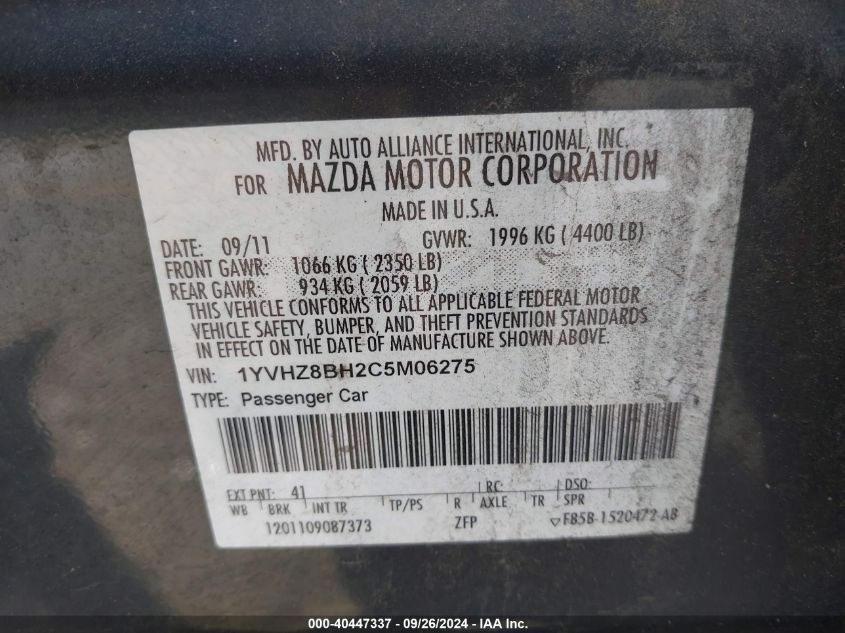 MFD. BY AUTO ALLIANCE INTERNATIONAL, INC.
FOR MAZDA MOTOR CORPORATION
MADE IN U.S.A.
DATE: 09/11 GVWR: 1996 KG ( 4400 LB)
FRONT GAWR: 1066 KG ( 2350 LB)
REAR GAWR: 934 KG ( 2059 LB)
THIS VEHICLE CONFORMS TO ALL APPLICABLE FEDERAL MOTOR
VEHICLE SAFETY, BUMPER, AND THEFT PREVENTION STANDARDS
IN EFFECT ON THE DATE OF MANUFACTURE SHOWN ABOVE.
VIN: 1YVHZ8BH2C5M06275
TYPE: Passenger Car
EXT PNT: 41 RC: DSO:
WB BRK INT TR TP/PS R AXLE TR SPR
1201109087373 ZFP ▽FB5B-1520472-AB
000-40447337 - 09/26/2024 - IAA Inc.